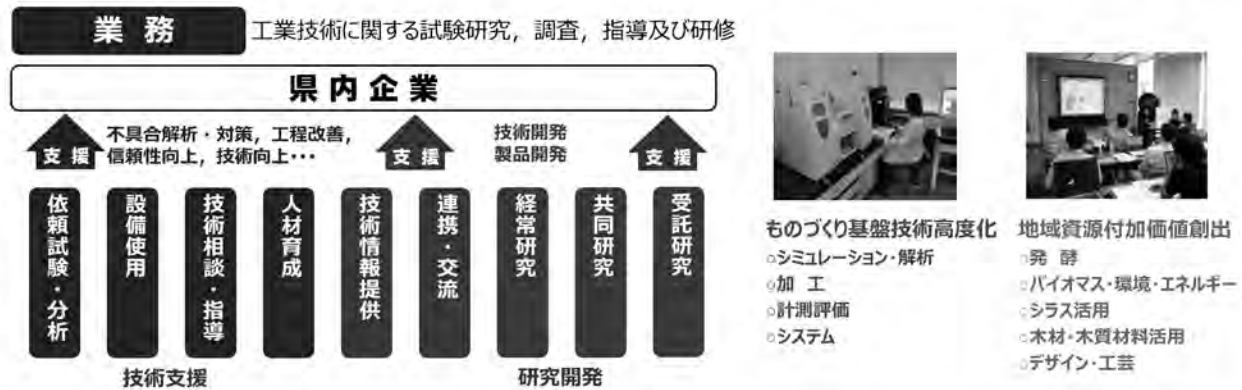 業務
工業技術に関する試験研究，調査，指導及び研修
県内企業
支援
不具合解析・対策，工程改善，
信頼性向上，技術向上･･･
支援
技術開発
製品開発
支援
依頼試験・分析
設備使用
技術相談・指導
人材育成
技術情報提供
連携・交流
経常研究
共同研究
受託研究
技術支援
研究開発
ものづくり基盤技術高度化
○シミュレーション・解析
○加　工
○計測評価
○システム
地域資源付加価値創出
○発　酵
○バイオマス・環境・エネルギー
○シラス活用
○木材・木質材料活用
○デザイン・工芸